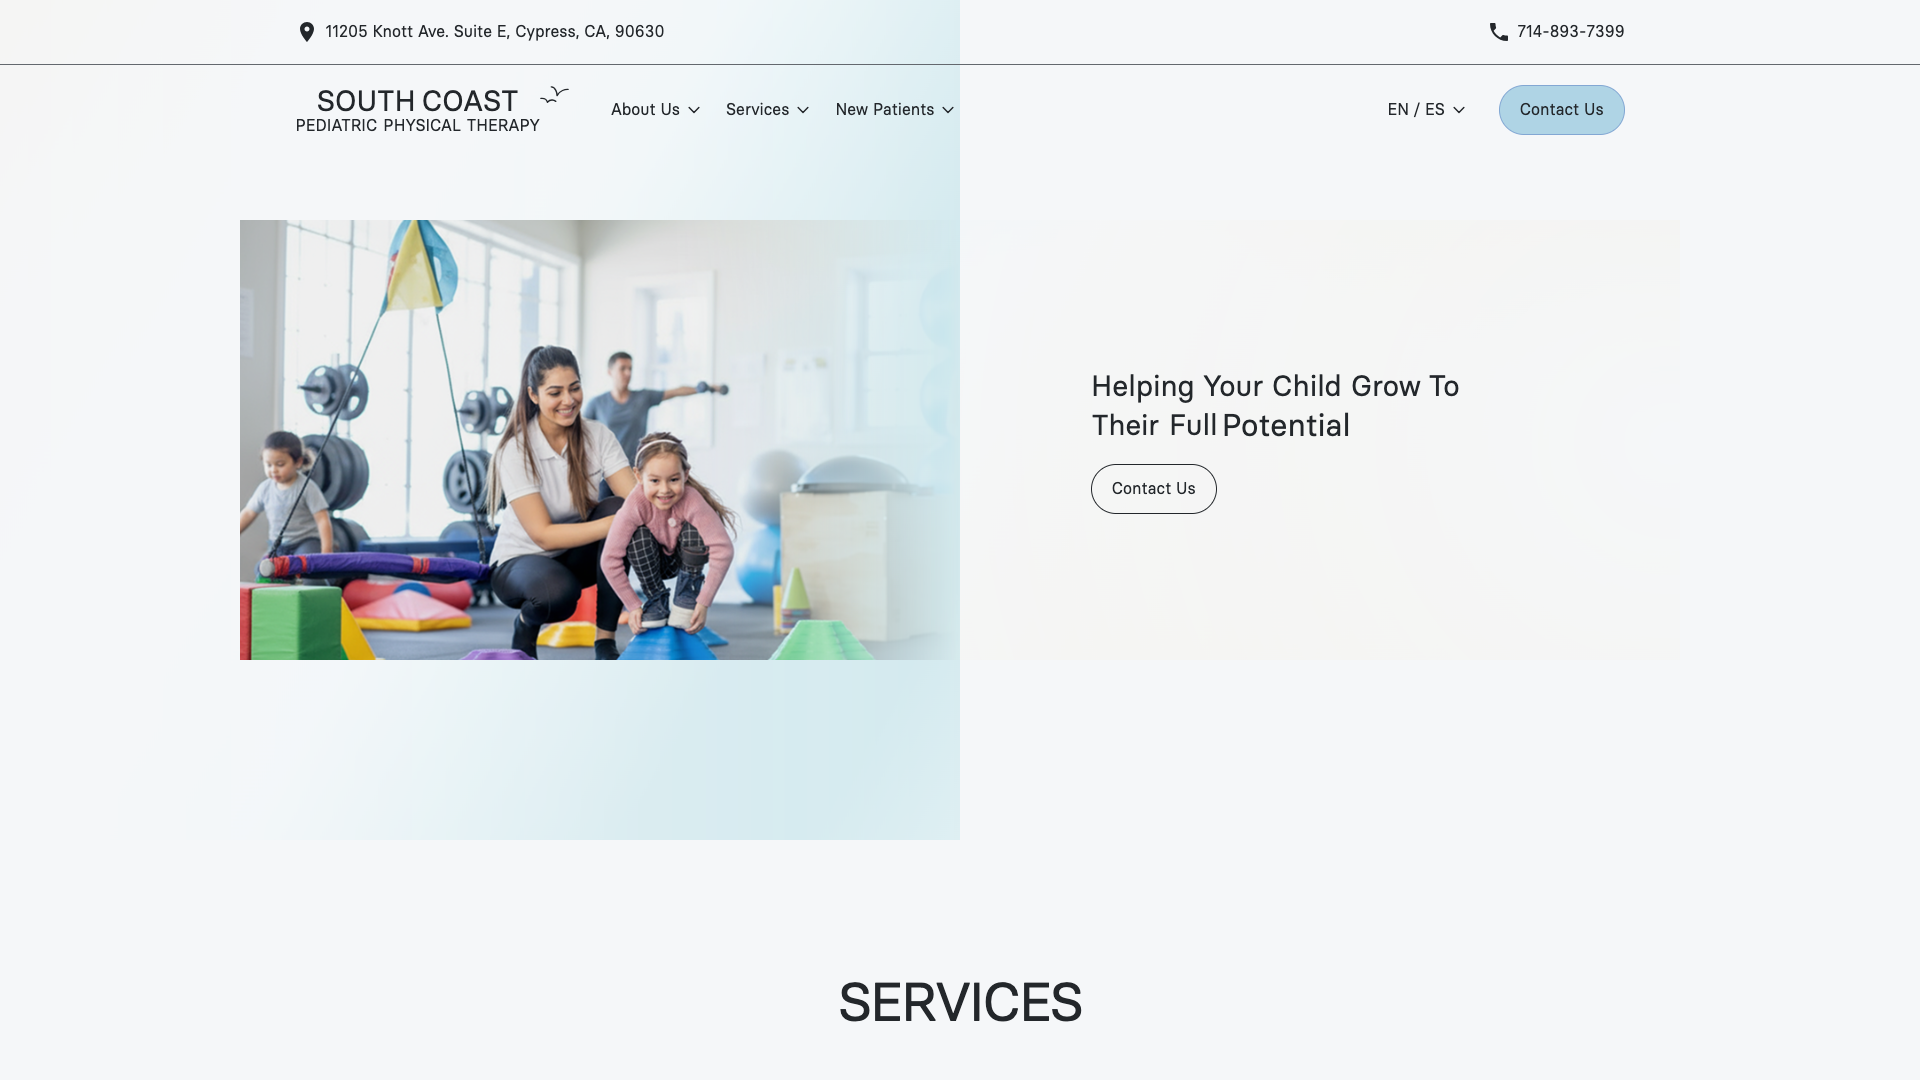 11205 Knott Ave. Suite E, Cypress, CA, 90630
714-893-7399
SOUTH COAST
PEDIATRIC PHYSICAL THERAPY
About Us
Services
New Patients
EN / ES
Contact Us
Helping Your Child Grow To
Their Full Potential
Contact Us
SERVICES